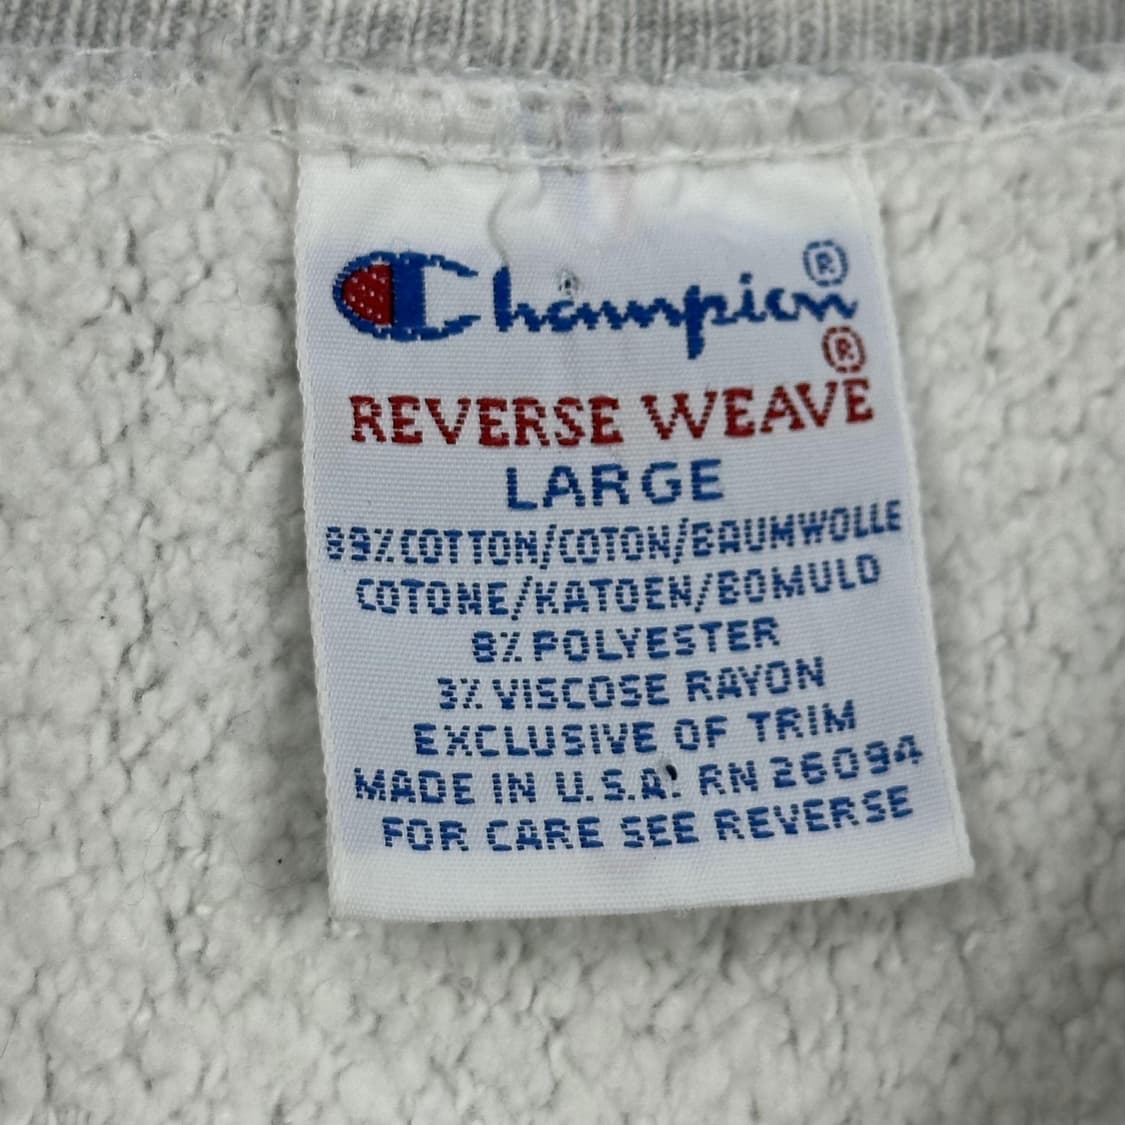 Champion®
®
REVERSE WEAVE
LARGE
89% COTTON/COTON/BAUMWOLLE
COTONE/KATOEN/BOMULD
8% POLYESTER
3% VISCOSE RAYON
EXCLUSIVE OF TRIM
MADE IN U.S.A. RN 26094
FOR CARE SEE REVERSE